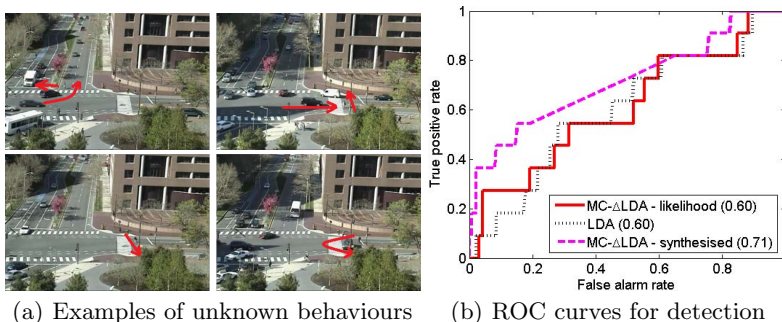 1
0.8
0.6
0.4
0.2
0
0
0.2
0.4
0.6
0.8
True positive rate
False alarm rate
MC-ΔLDA - likelihood (0.60)
LDA (0.60)
MC-ΔLDA - synthesised (0.71)
(a) Examples of unknown behaviours
(b) ROC curves for detection